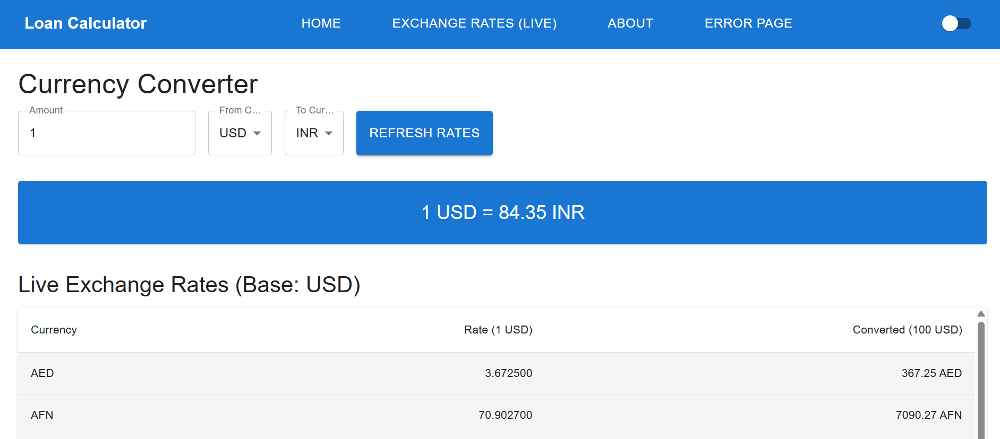 Loan Calculator HOME EXCHANGE RATES (LIVE) ABOUT ERROR PAGE
Currency Converter
Amount From C... To Cur...
1 USD INR REFRESH RATES
1 USD = 84.35 INR
Live Exchange Rates (Base: USD)
Currency Rate (1 USD) Converted (100 USD)
AED 3.672500 367.25 AED
AFN 70.902700 7090.27 AFN